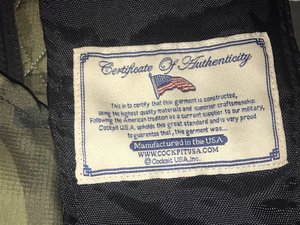 Certificate Of Authenticity
This is to certify that this garment is constructed,
using the highest quality materials and superior craftsmanship.
Following the American tradition as a current supplier to our military,
Cockpit U.S.A. upholds this great standard and is very proud
to guarantee that, this garment was...
Manufactured in the U.S.A.
WWW.COCKPITUSA.COM
© Cockpit USA, Inc.